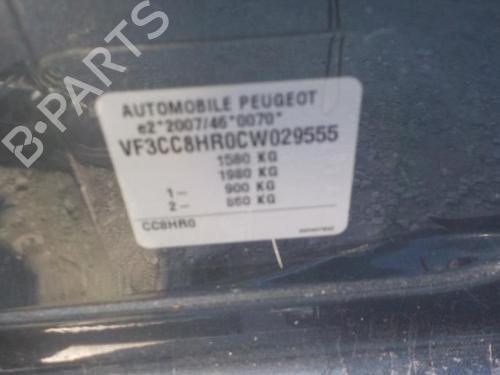 AUTOMOBILE PEUGEOT
e2*2007/46*0070*
VF3CC8HR0CW029555
1580 KG
1980 KG
1- 900 KG
2- 860 KG
CC8HR0
B-PARTS